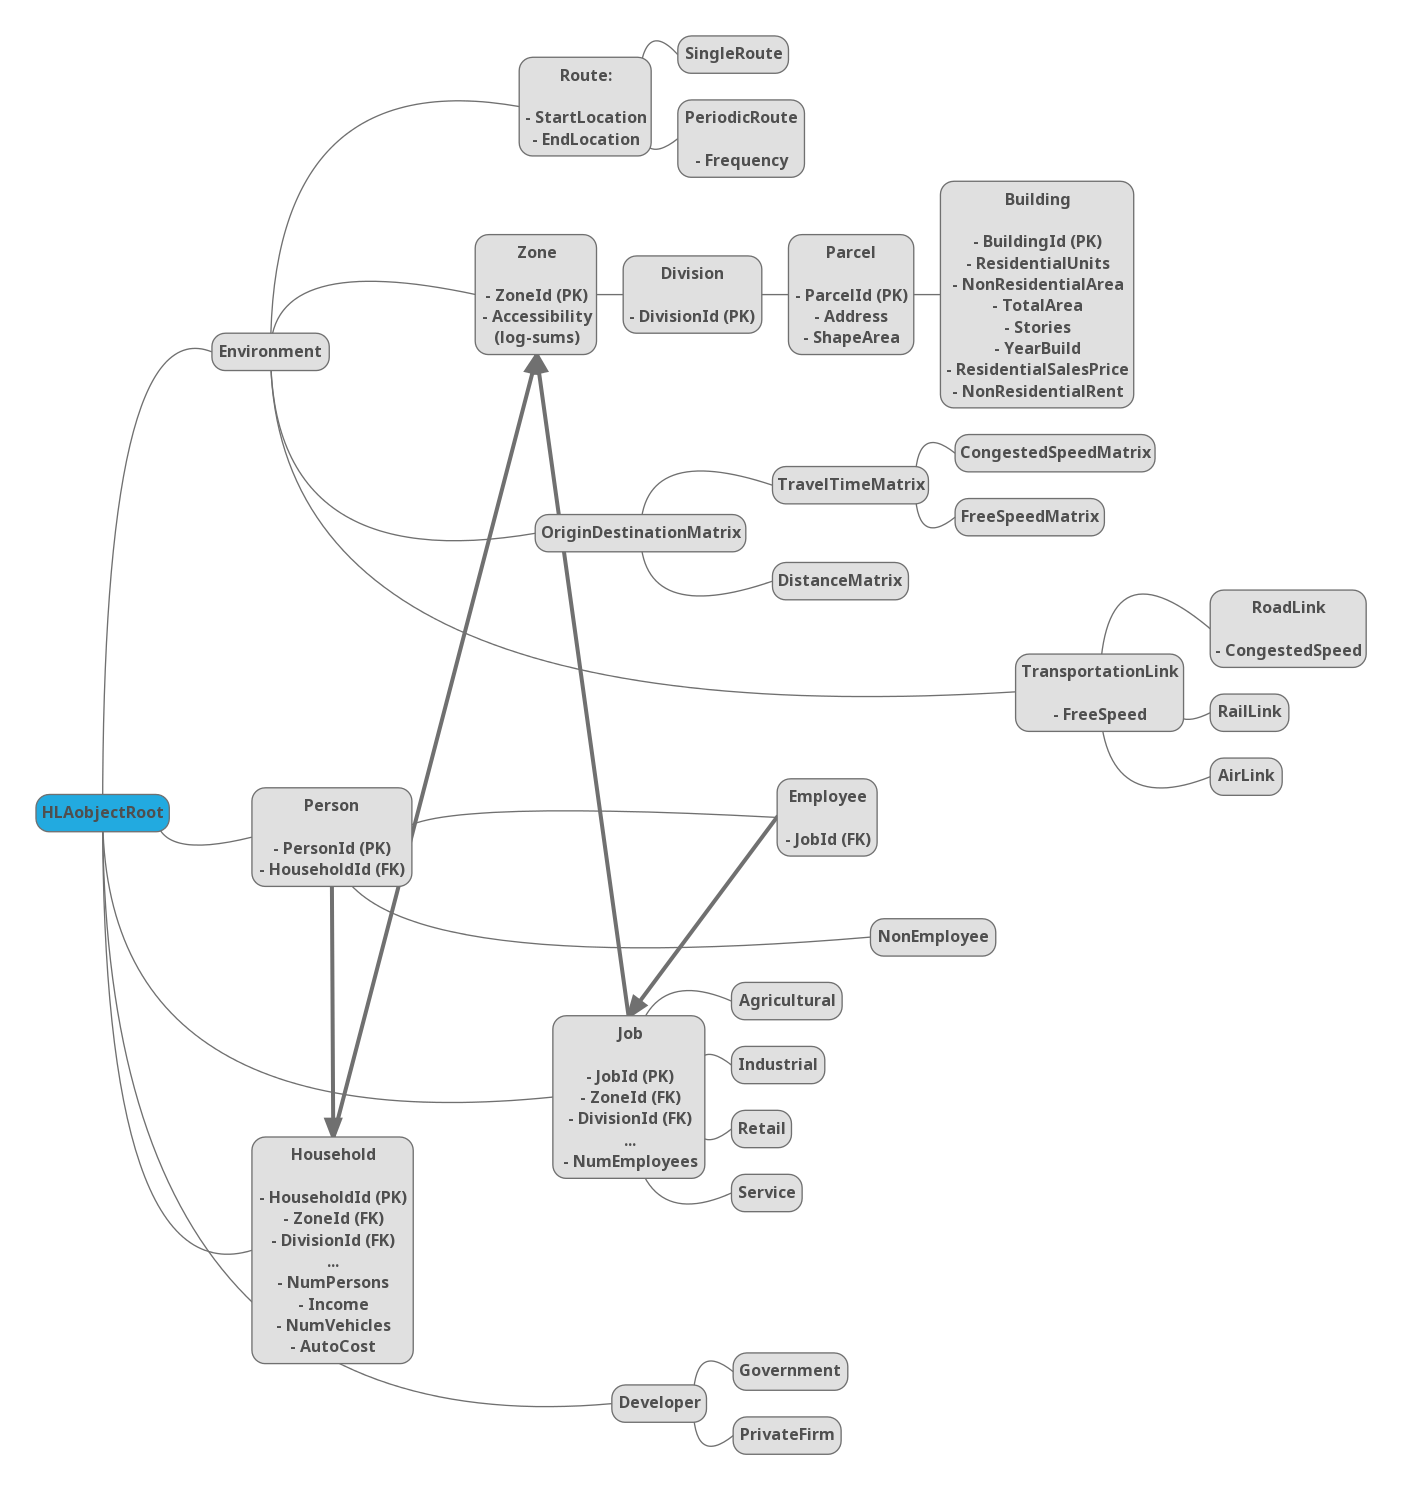 SingleRoute
Route:
- StartLocation
- EndLocation
PeriodicRoute
- Frequency
Building
- BuildingId (PK)
- ResidentialUnits
- NonResidentialArea
- TotalArea
- Stories
- YearBuild
- ResidentialSalesPrice
- NonResidentialRent
Zone
- ZoneId (PK)
- Accessibility
(log-sums)
Division
- DivisionId (PK)
Parcel
- ParcelId (PK)
- Address
- ShapeArea
Environment
CongestedSpeedMatrix
TravelTimeMatrix
FreeSpeedMatrix
OriginDestinationMatrix
DistanceMatrix
RoadLink
- CongestedSpeed
TransportationLink
- FreeSpeed
RailLink
AirLink
HLAobjectRoot
Person
- PersonId (PK)
- HouseholdId (FK)
Employee
- JobId (FK)
NonEmployee
Agricultural
Job
- JobId (PK)
- ZoneId (FK)
- DivisionId (FK)
...
- NumEmployees
Industrial
Retail
Service
Household
- HouseholdId (PK)
- ZoneId (FK)
- DivisionId (FK)
...
- NumPersons
- Income
- NumVehicles
- AutoCost
Government
Developer
PrivateFirm